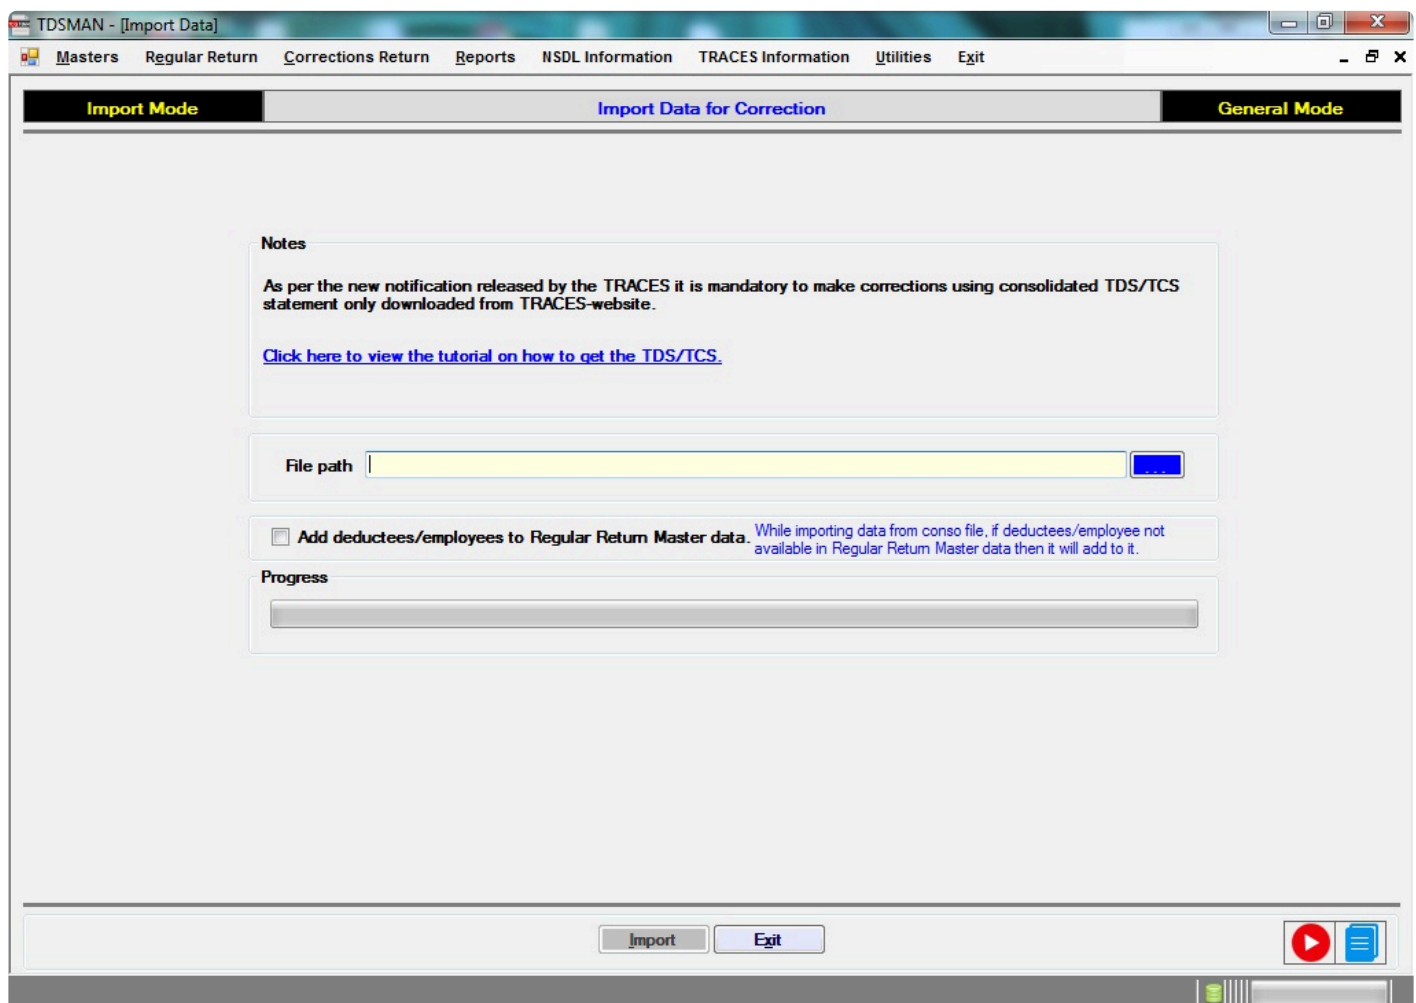 TDSMAN - [Import Data]
Masters Regular Return Corrections Return Reports NSDL Information TRACES Information Utilities Exit
Import Mode Import Data for Correction General Mode
Notes
As per the new notification released by the TRACES it is mandatory to make corrections using consolidated TDS/TCS
statement only downloaded from TRACES-website.
Click here to view the tutorial on how to get the TDS/TCS.
File path ...
Add deductees/employees to Regular Return Master data. While importing data from conso file, if deductees/employee not
available in Regular Return Master data then it will add to it.
Progress
Import Exit